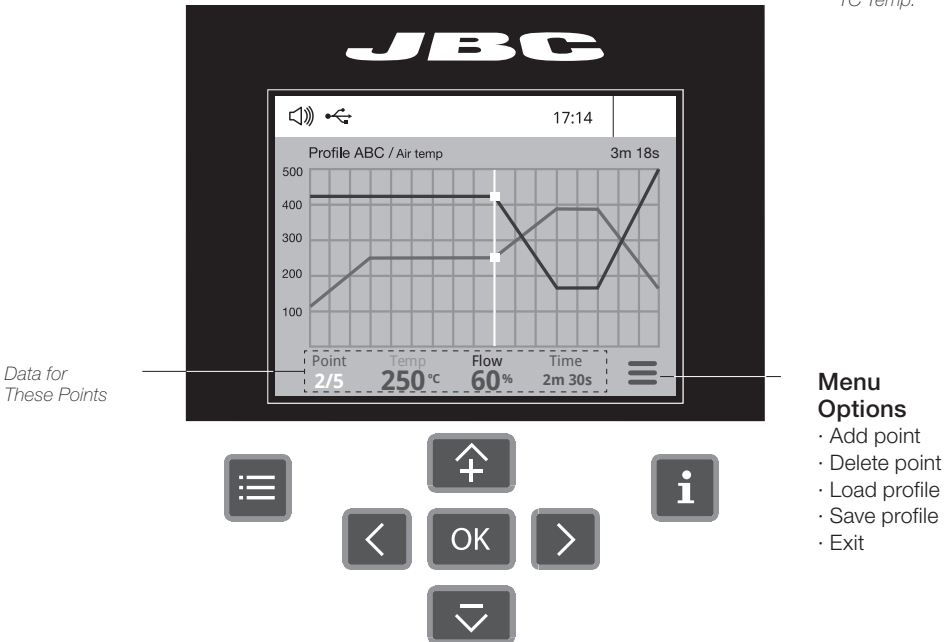 TC Temp.
JBC
17:14
Profile ABC / Air temp 3m 18s
500
400
300
200
100
Point Temp Flow Time
2/5 250 ºC 60 % 2m 30s
Data for
These Points
Menu
Options
· Add point
· Delete point
· Load profile
· Save profile
· Exit
i
OK